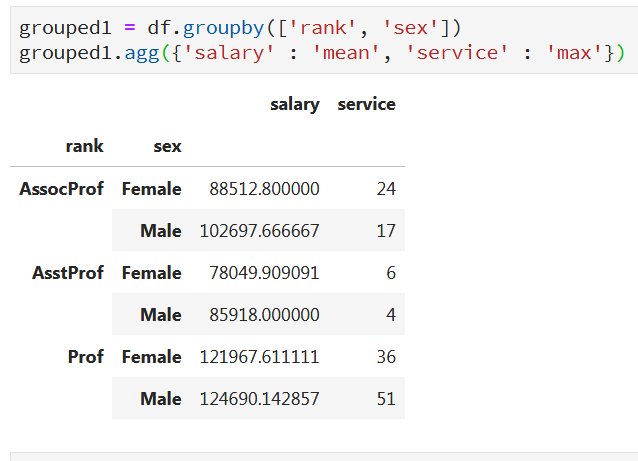 grouped1 = df.groupby(['rank', 'sex'])
grouped1.agg({'salary' : 'mean', 'service' : 'max'})
salary service
rank sex
AssocProf Female 88512.800000 24
Male 102697.666667 17
AsstProf Female 78049.909091 6
Male 85918.000000 4
Prof Female 121967.611111 36
Male 124690.142857 51